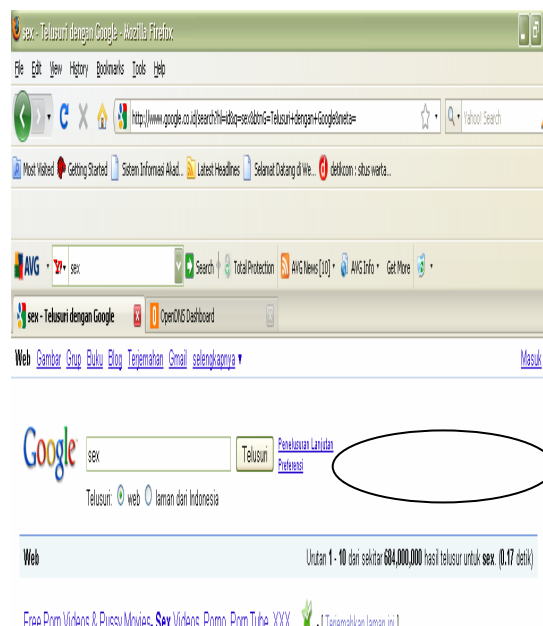 sex - Telusuri dengan Google - Mozilla Firefox
File Edit View History Bookmarks Tools Help
http://www.google.co.id/search?hl=id&q=sex&btnG=Telusuri+dengan+Google&meta= Yahoo! Search
Most Visited Getting Started Sistem Informasi Akad... Latest Headlines Selamat Datang di We... detikcom : situs warta...
AVG Y! sex Search Total Protection AVG News [10] AVG Info Get More
sex - Telusuri dengan Google OpenDNS Dashboard
Web Gambar Grup Buku Blog Terjemahan Gmail selengkapnya ▼ Masuk
Google sex Telusuri Penelusuran Lanjutan
Preferensi
Telusuri: web laman dari Indonesia
Web Urutan 1 - 10 dari sekitar 684,000,000 hasil telusur untuk sex. (0.17 detik)
Free Porn Videos & Pussy Movies- Sex Videos, Porno, Porn Tube, XXX - [ Terjemahkan laman ini ]